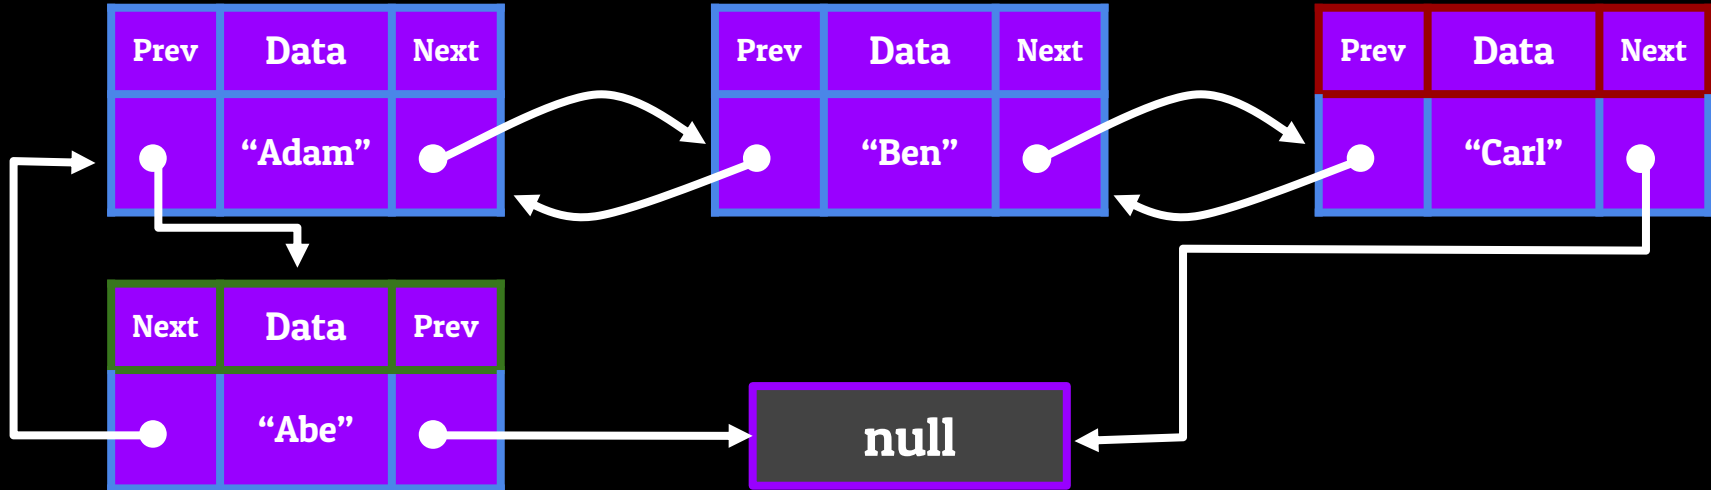 Prev Data Next
"Adam"
Prev Data Next
"Ben"
Prev Data Next
"Carl"
Next Data Prev
"Abe"
null